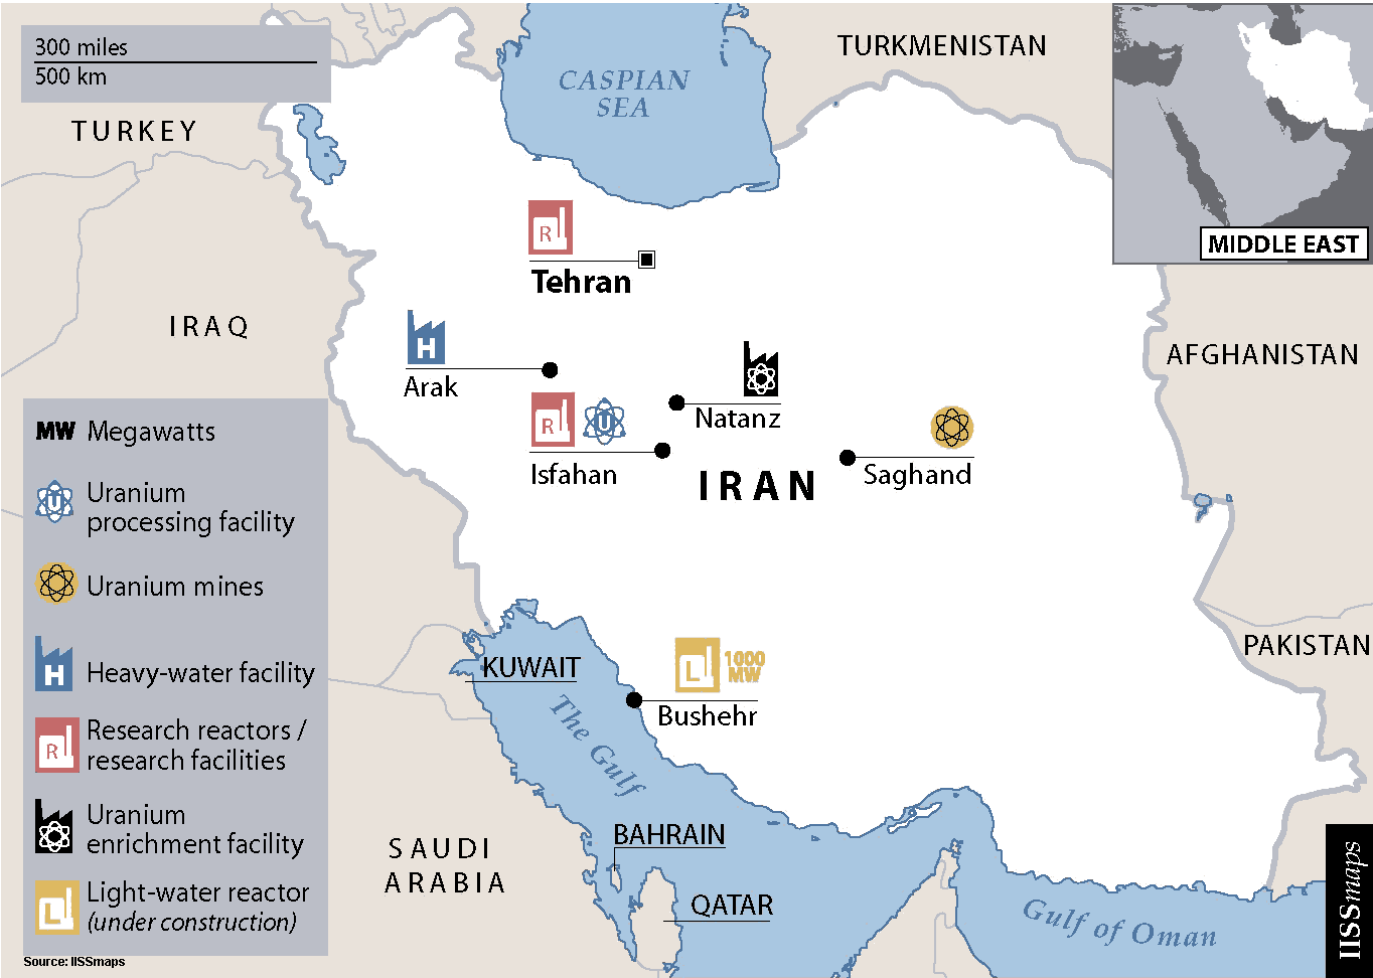 300 miles
500 km
TURKEY
CASPIAN
SEA
TURKMENISTAN
MIDDLE EAST
IRAQ
R
Tehran
AFGHANISTAN
H
Arak
Natanz
R U
Isfahan
IRAN
Saghand
MW Megawatts
U Uranium
processing facility
Uranium mines
H Heavy-water facility
R Research reactors /
research facilities
Uranium
enrichment facility
L Light-water reactor
(under construction)
PAKISTAN
KUWAIT
L 1000
MW
Bushehr
The Gulf
BAHRAIN
SAUDI
ARABIA
QATAR
Gulf of Oman
IISSmaps
Source: IISSmaps